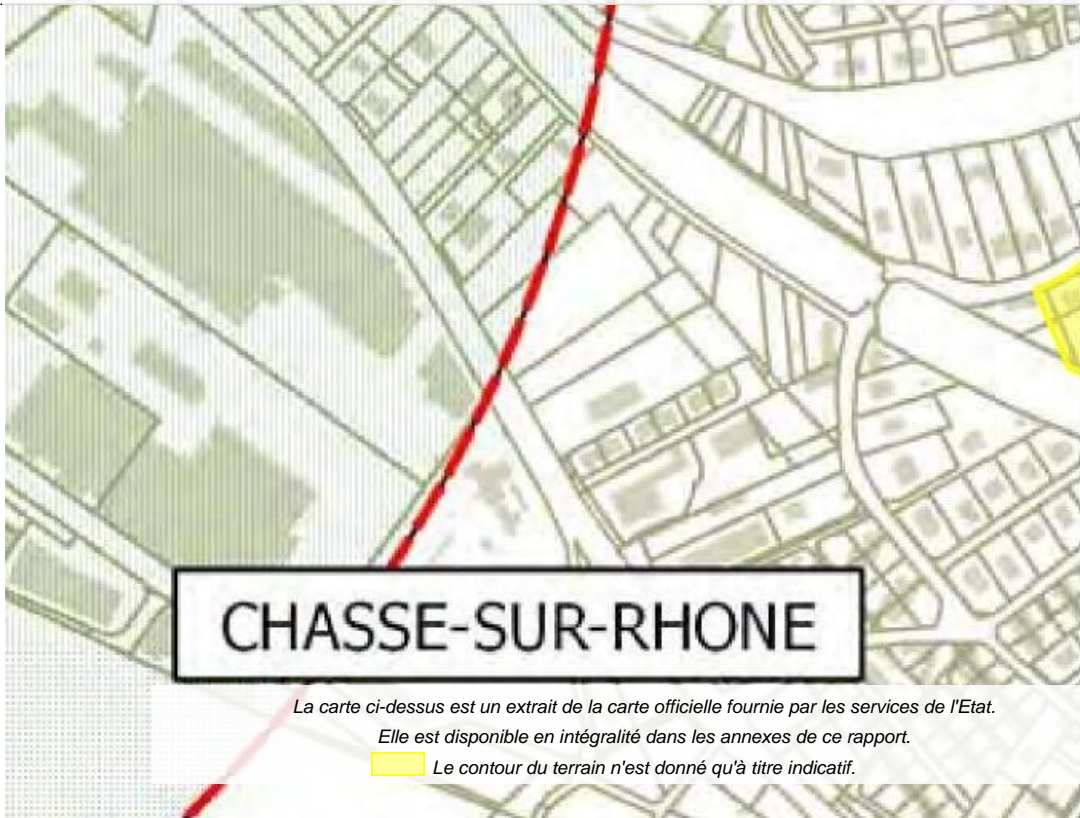 CHASSE-SUR-RHONE
La carte ci-dessus est un extrait de la carte officielle fournie par les services de l'Etat.
Elle est disponible en intégralité dans les annexes de ce rapport.
Le contour du terrain n'est donné qu'à titre indicatif.